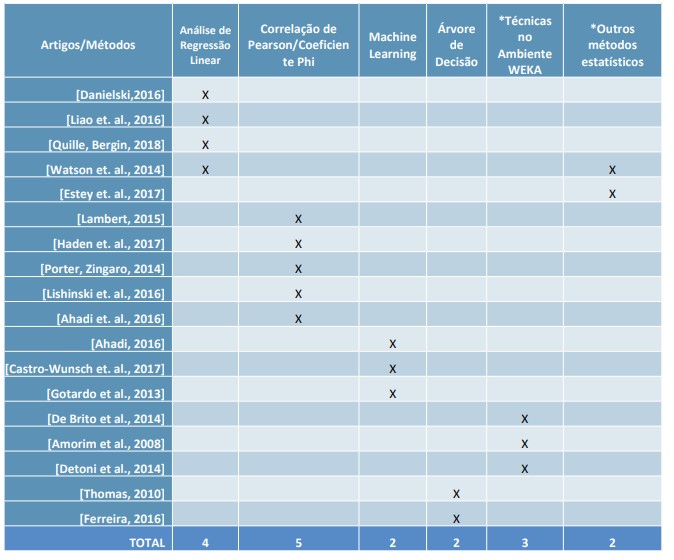 Artigos/Métodos
Análise de
Regressão
Linear
Correlação de
Pearson/Coeficien
te Phi
Machine
Learning
Árvore
de
Decisão
*Técnicas
no
Ambiente
WEKA
*Outros
métodos
estatísticos
[Danielski,2016] X
[Liao et. al., 2016] X
[Quille, Bergin, 2018] X
[Watson et. al., 2014] X X
[Estey et. al., 2017] X
[Lambert, 2015] X
[Haden et. al., 2017] X
[Porter, Zingaro, 2014] X
[Lishinski et. al., 2016] X
[Ahadi et. al., 2016] X
[Ahadi, 2016] X
[Castro-Wunsch et. al., 2017] X
[Gotardo et al., 2013] X
[De Brito et al., 2014] X
[Amorim et al., 2008] X
[Detoni et al., 2014] X
[Thomas, 2010] X
[Ferreira, 2016] X
TOTAL 4 5 2 2 3 2